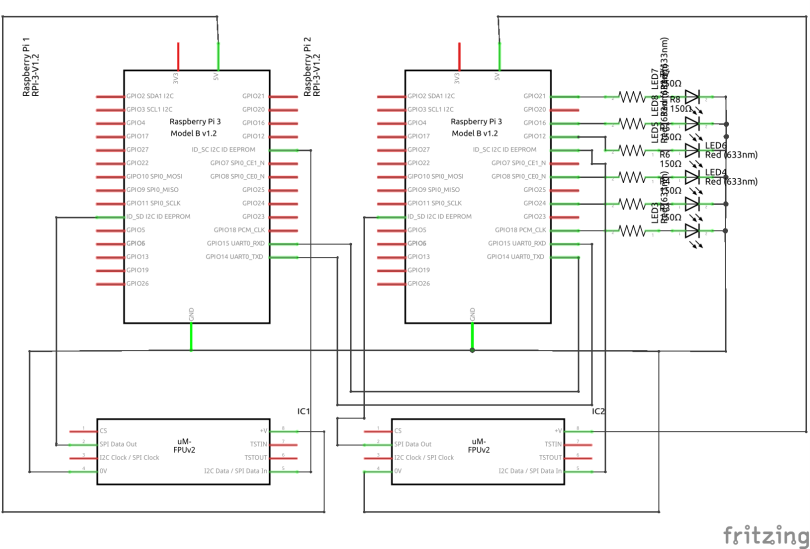 Raspberry Pi 1
RPI-3-V1.2
Raspberry Pi 2
RPI-3-V1.2
3V3
5V
GPIO2 SDA1 I2C
GPIO3 SCL1 I2C
GPIO4
GPIO17
GPIO27
GPIO22
GPIO10 SPI0_MOSI
GPIO9 SPI0_MISO
GPIO11 SPI0_SCLK
ID_SD I2C ID EEPROM
GPIO5
GPIO6
GPIO13
GPIO19
GPIO26
Raspberry Pi 3
Model B v1.2
GPIO21
GPIO20
GPIO16
GPIO12
ID_SC I2C ID EEPROM
GPIO7 SPI0_CE1_N
GPIO8 SPI0_CE0_N
GPIO25
GPIO24
GPIO23
GPIO18 PCM_CLK
GPIO15 UART0_RXD
GPIO14 UART0_TXD
GND
3V3
5V
GPIO2 SDA1 I2C
GPIO3 SCL1 I2C
GPIO4
GPIO17
GPIO27
GPIO22
GPIO10 SPI0_MOSI
GPIO9 SPI0_MISO
GPIO11 SPI0_SCLK
ID_SD I2C ID EEPROM
GPIO5
GPIO6
GPIO13
GPIO19
GPIO26
Raspberry Pi 3
Model B v1.2
GPIO21
GPIO20
GPIO16
GPIO12
ID_SC I2C ID EEPROM
GPIO7 SPI0_CE1_N
GPIO8 SPI0_CE0_N
GPIO25
GPIO24
GPIO23
GPIO18 PCM_CLK
GPIO15 UART0_RXD
GPIO14 UART0_TXD
GND
LED7
150Ω
LED8
R8
150Ω
LED5
150Ω
LED6
Red (633nm)
R6
150Ω
LED4
Red (633nm)
LED3
150Ω
IC1
CS
SPI Data Out
I2C Clock / SPI Clock
0V
uM-
FPUv2
+V
TSTIN
TSTOUT
I2C Data / SPI Data In
IC2
CS
SPI Data Out
I2C Clock / SPI Clock
0V
uM-
FPUv2
+V
TSTIN
TSTOUT
I2C Data / SPI Data In
fritzing